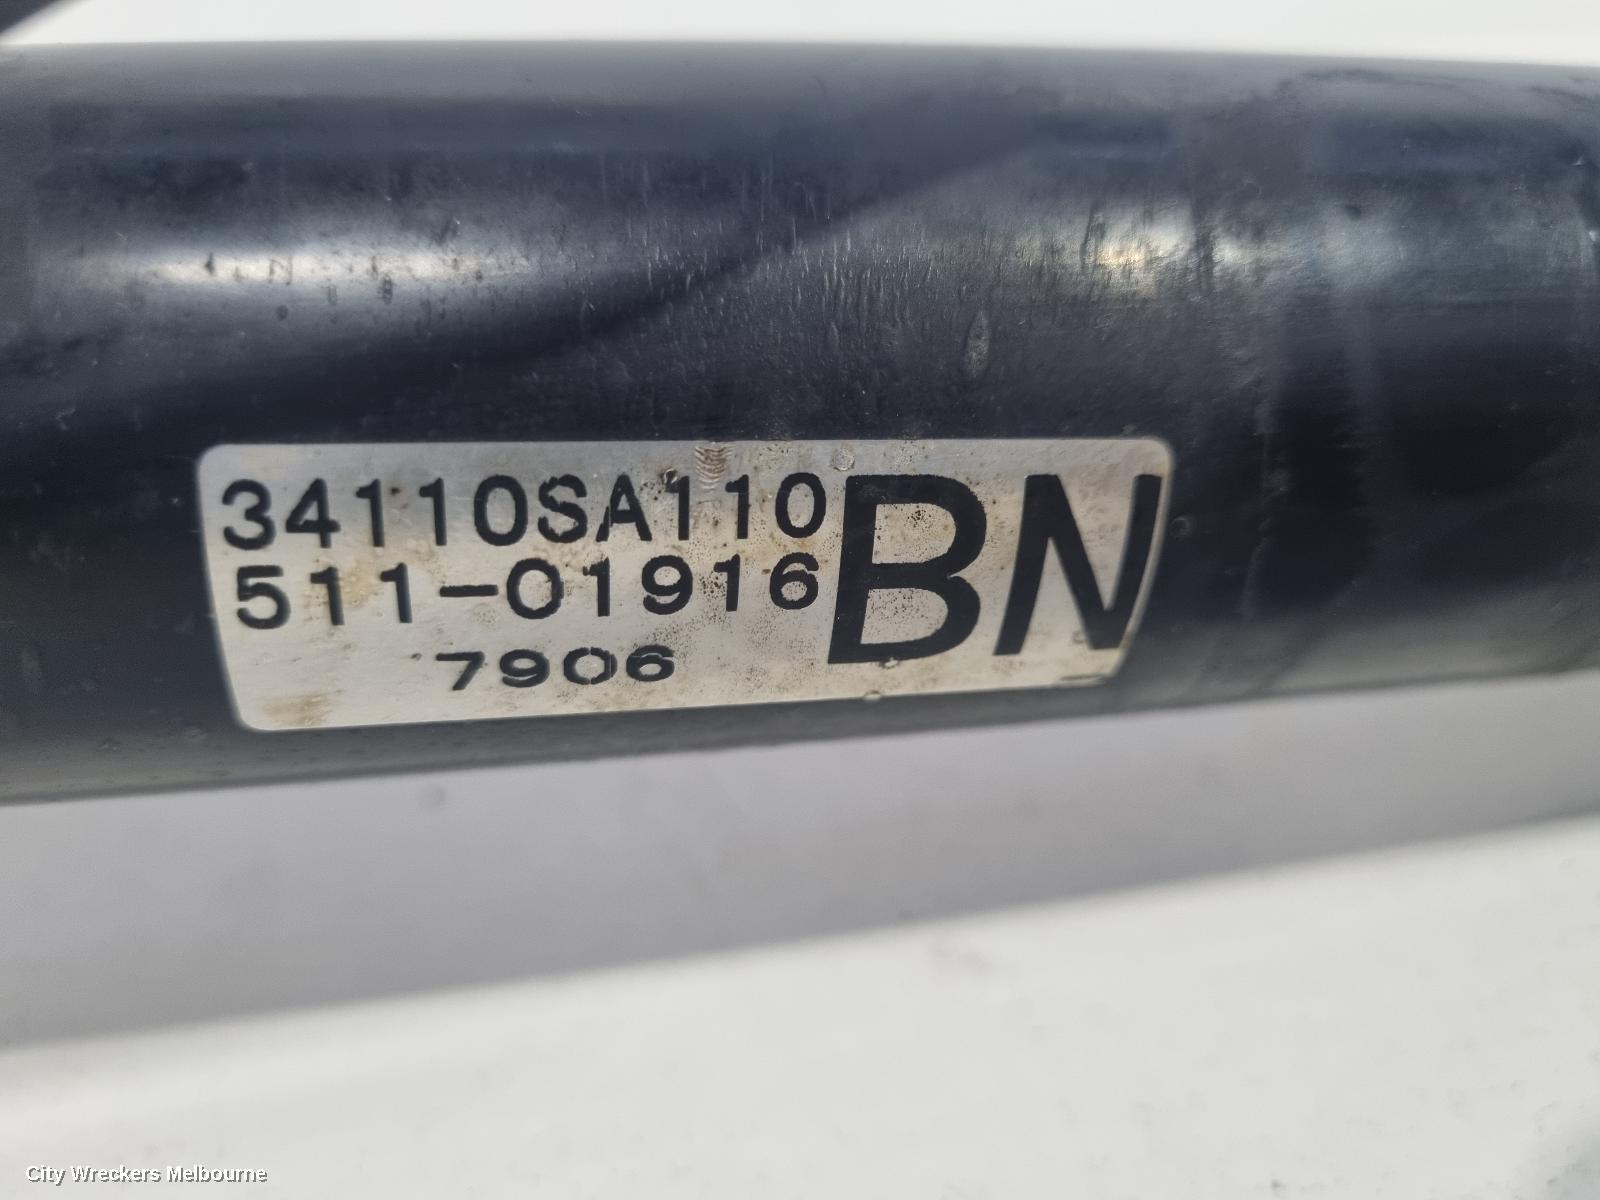 34110SA110
511-01916
7906
BN
City Wreckers Melbourne